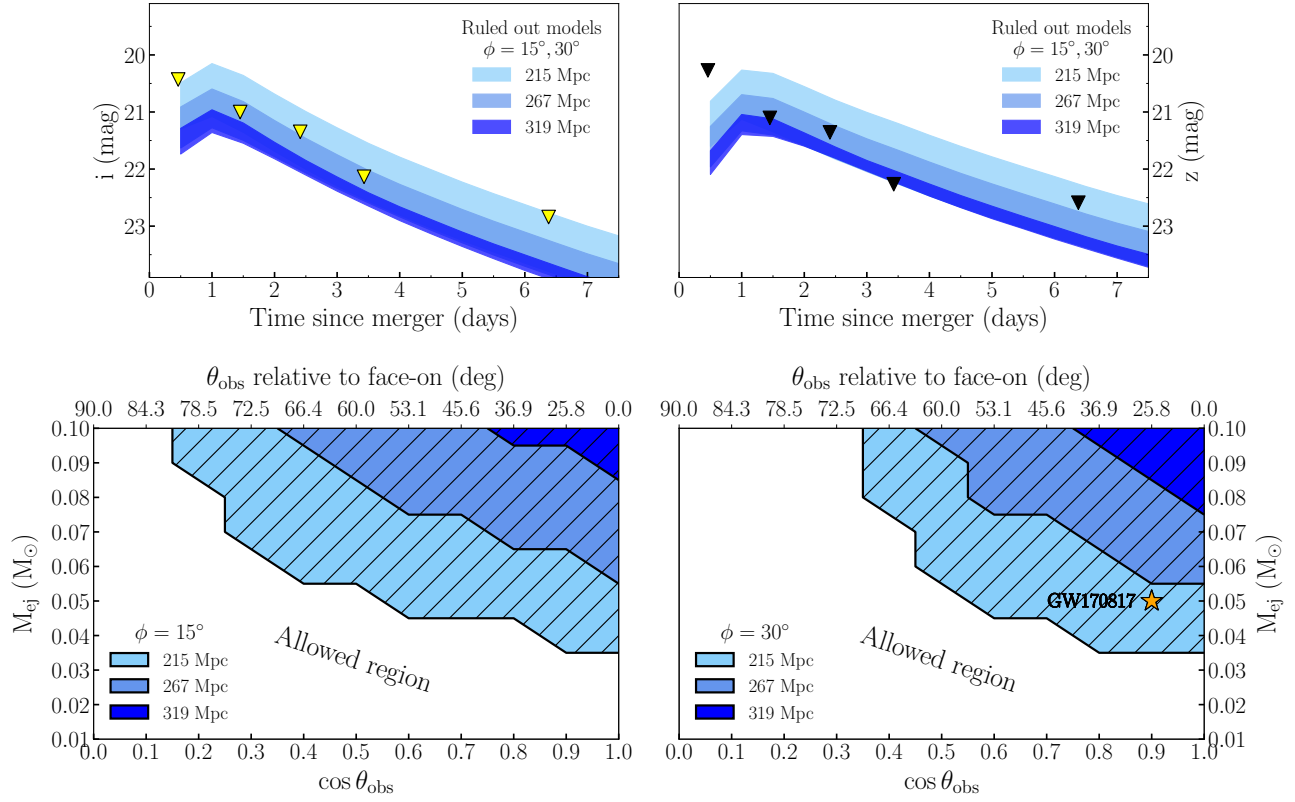 Ruled out models
ϕ = 15°, 30°
215 Mpc
267 Mpc
319 Mpc
i (mag)
20
21
22
23
0 1 2 3 4 5 6 7
Time since merger (days)
Ruled out models
ϕ = 15°, 30°
215 Mpc
267 Mpc
319 Mpc
z (mag)
20
21
22
23
0 1 2 3 4 5 6 7
Time since merger (days)
θobs relative to face-on (deg)
90.0 84.3 78.5 72.5 66.4 60.0 53.1 45.6 36.9 25.8 0.0
0.10
0.09
0.08
0.07
0.06
0.05
0.04
0.03
0.02
0.01
Mej (M⊙)
Allowed region
ϕ = 15°
215 Mpc
267 Mpc
319 Mpc
0.0 0.1 0.2 0.3 0.4 0.5 0.6 0.7 0.8 0.9 1.0
cos θobs
θobs relative to face-on (deg)
90.0 84.3 78.5 72.5 66.4 60.0 53.1 45.6 36.9 25.8 0.0
0.10
0.09
0.08
0.07
0.06
0.05
0.04
0.03
0.02
0.01
Mej (M⊙)
GW170817
Allowed region
ϕ = 30°
215 Mpc
267 Mpc
319 Mpc
0.0 0.1 0.2 0.3 0.4 0.5 0.6 0.7 0.8 0.9 1.0
cos θobs